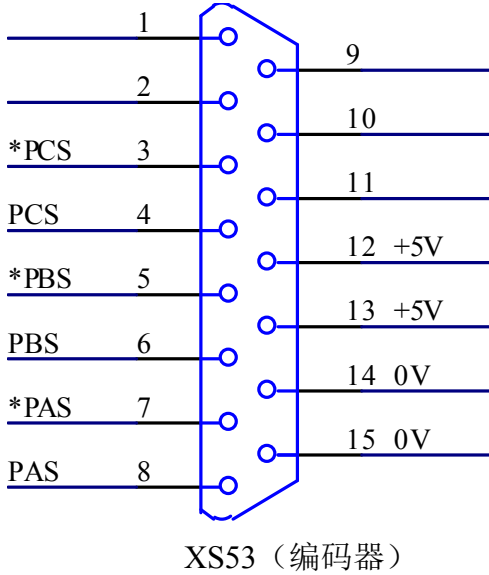 1
2
*PCS 3
PCS 4
*PBS 5
PBS 6
*PAS 7
PAS 8
9
10
11
12 +5V
13 +5V
14 0V
15 0V
XS53（编码器）